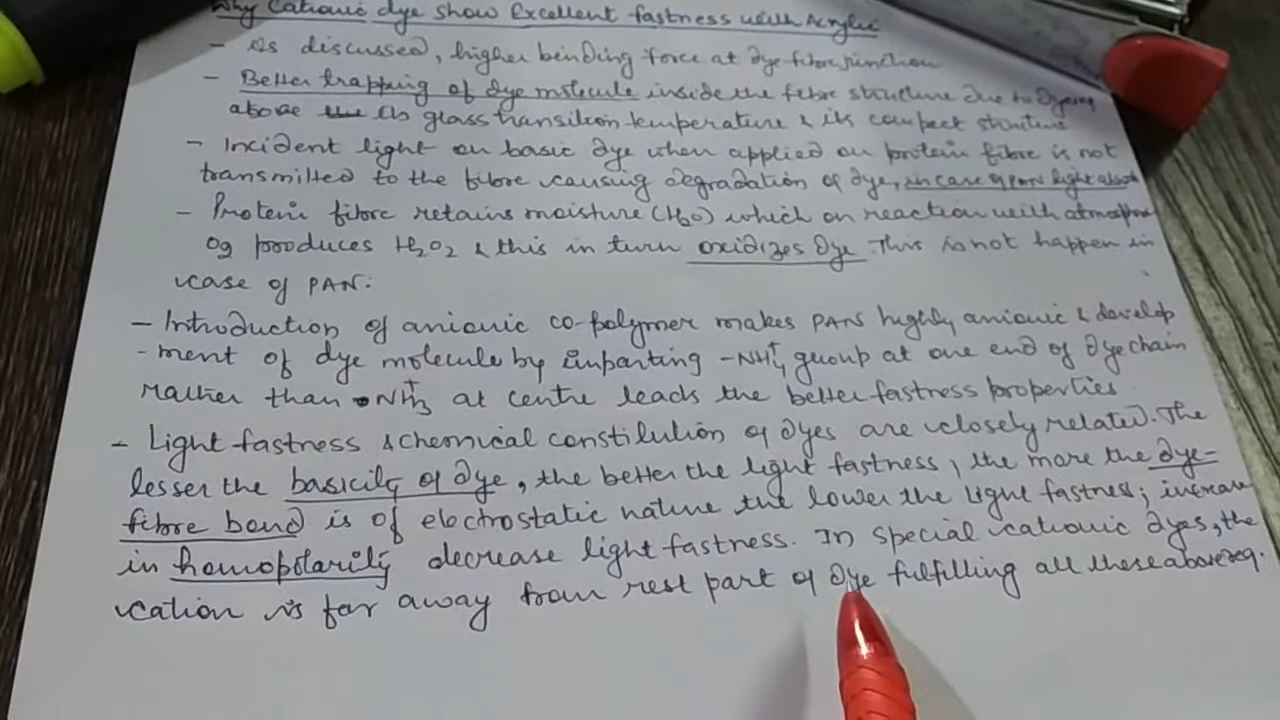 Why Cationic dye show Excellent fastness with Acrylic
- As discussed, higher binding force at dye fibre junction
- Better trapping of dye molecule inside the fibre structure due to dyeing
above the its glass transition temperature & its compact structure
- Incident light on basic dye when applied on protein fibre is not
transmitted to the fibre causing degradation of dye, in case of PAN light
- Protein fibre retains moisture (H2O) which on reaction with
O2 produces H2O2 & this in turn oxidizes dye. This is not happen in
case of PAN.
- Introduction of anionic co-polymer makes PAN highly anionic & develop
-ment of dye molecule by imparting -NH4+ group at one end of dye chain
rather than -NH3+ at centre leads the better fastness properties
- Light fastness & chemical constitution of dyes are closely related. The
lesser the basicity of dye, the better the light fastness, the more the dye-
fibre bond is of electrostatic nature the lower the light fastness; increase
in homopolarity decrease light fastness. In special cationic dyes, the
cation is far away from rest part of dye fulfilling all these above req.